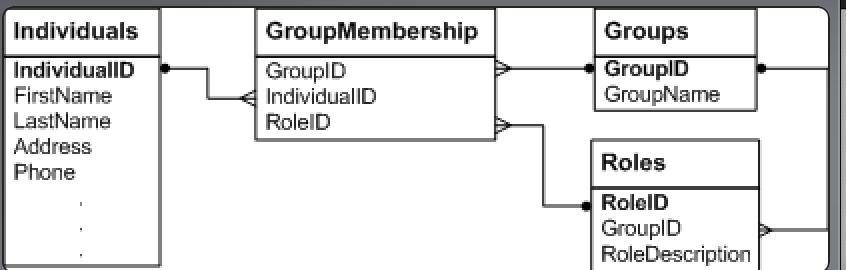 Individuals
IndividualID
FirstName
LastName
Address
Phone
.
.
.
GroupMembership
GroupID
IndividualID
RoleID
Groups
GroupID
GroupName
Roles
RoleID
GroupID
RoleDescription